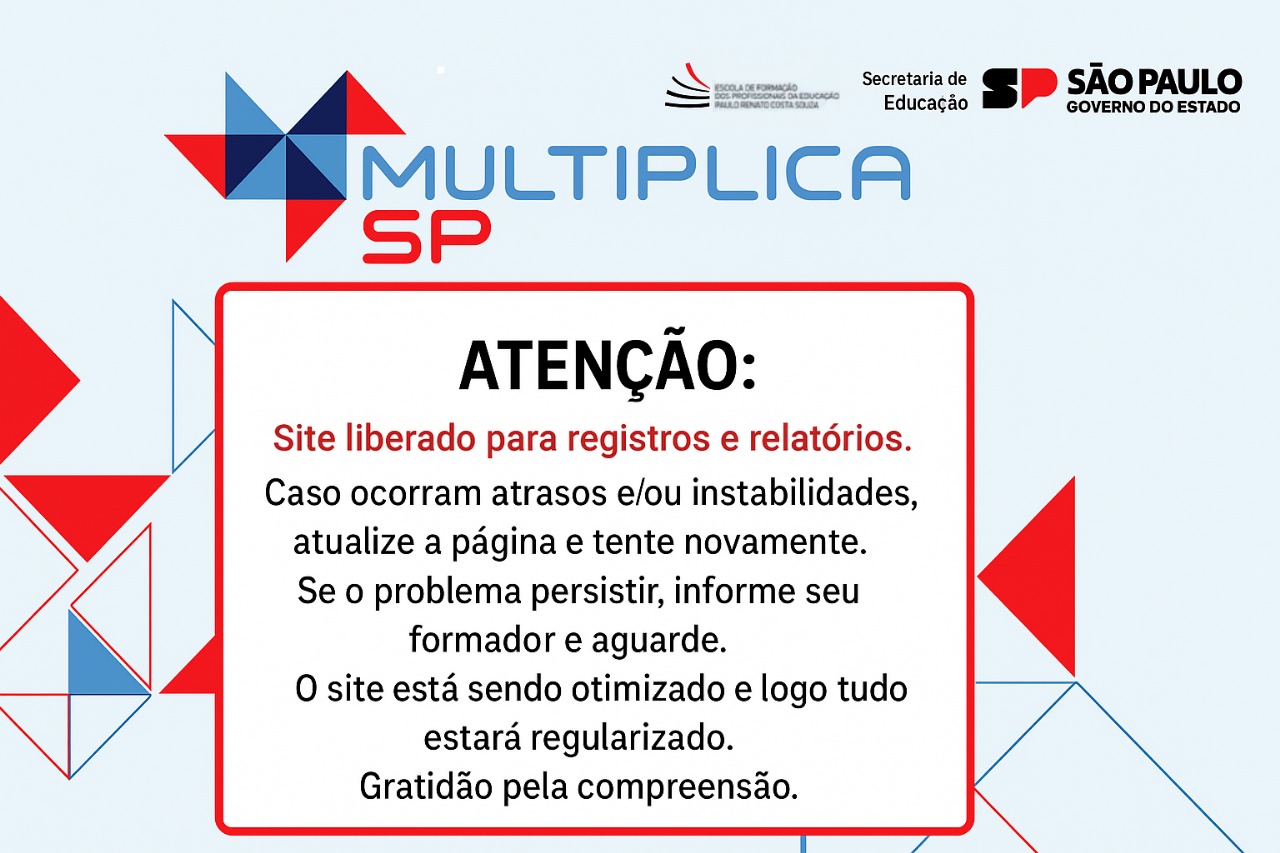 ESCOLA DE FORMAÇÃO
DOS PROFISSIONAIS DA EDUCAÇÃO
PAULO RENATO COSTA SOUZA
Secretaria de
Educação
SP
SÃO PAULO
GOVERNO DO ESTADO
MULTIPLICA
SP
ATENÇÃO:
Site liberado para registros e relatórios.
Caso ocorram atrasos e/ou instabilidades,
atualize a página e tente novamente.
Se o problema persistir, informe seu
formador e aguarde.
O site está sendo otimizado e logo tudo
estará regularizado.
Gratidão pela compreensão.